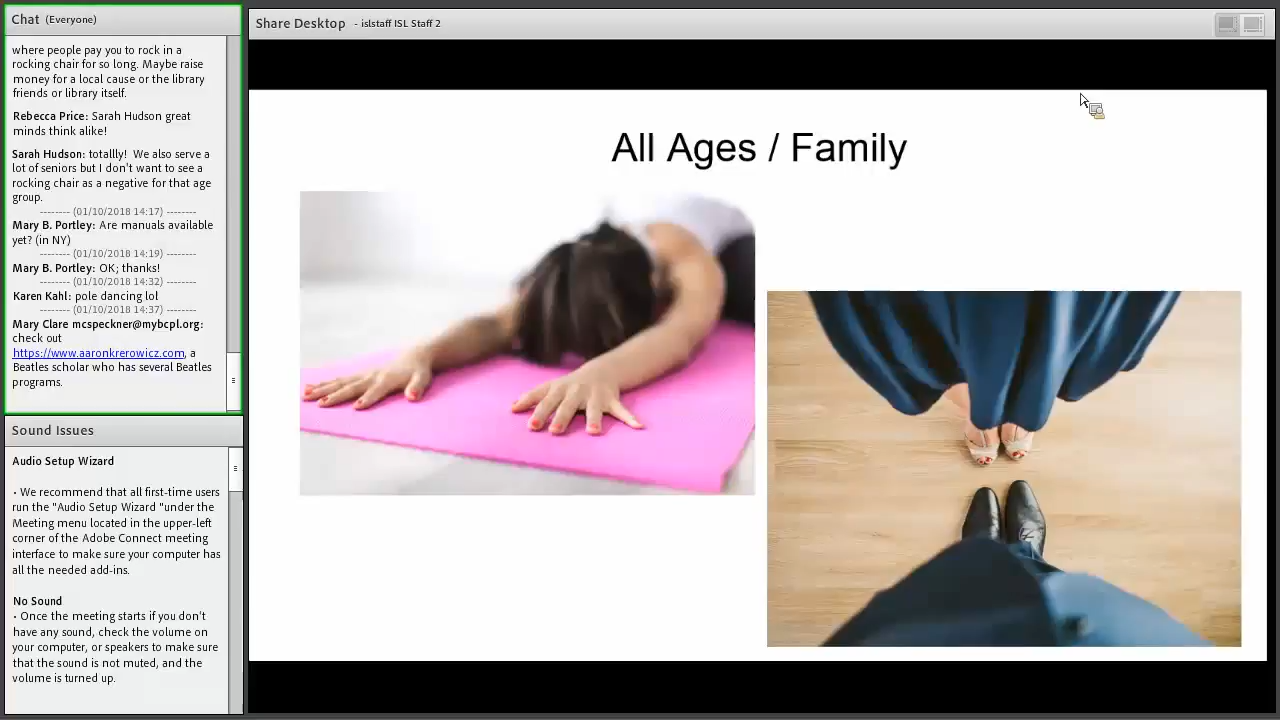 Chat (Everyone)
where people pay you to rock in a
rocking chair for so long. Maybe raise
money for a local cause or the library
friends or library itself.
Rebecca Price: Sarah Hudson great
minds think alike!
Sarah Hudson: totallly! We also serve a
lot of seniors but I don't want to see a
rocking chair as a negative for that age
group.
-------- (01/10/2018 14:17) --------
Mary B. Portley: Are manuals available
yet? (in NY)
-------- (01/10/2018 14:19) --------
Mary B. Portley: OK; thanks!
-------- (01/10/2018 14:32) --------
Karen Kahl: pole dancing lol
-------- (01/10/2018 14:37) --------
Mary Clare mcspeckner@mybcpl.org:
check out
https://www.aaronkrerowicz.com, a
Beatles scholar who has several Beatles
programs.
Sound Issues
Audio Setup Wizard
• We recommend that all first-time users
run the "Audio Setup Wizard "under the
Meeting menu located in the upper-left
corner of the Adobe Connect meeting
interface to make sure your computer has
all the needed add-ins.
No Sound
• Once the meeting starts if you don't
have any sound, check the volume on
your computer, or speakers to make sure
that the sound is not muted, and the
volume is turned up.
Share Desktop - islstaff ISL Staff 2
All Ages / Family